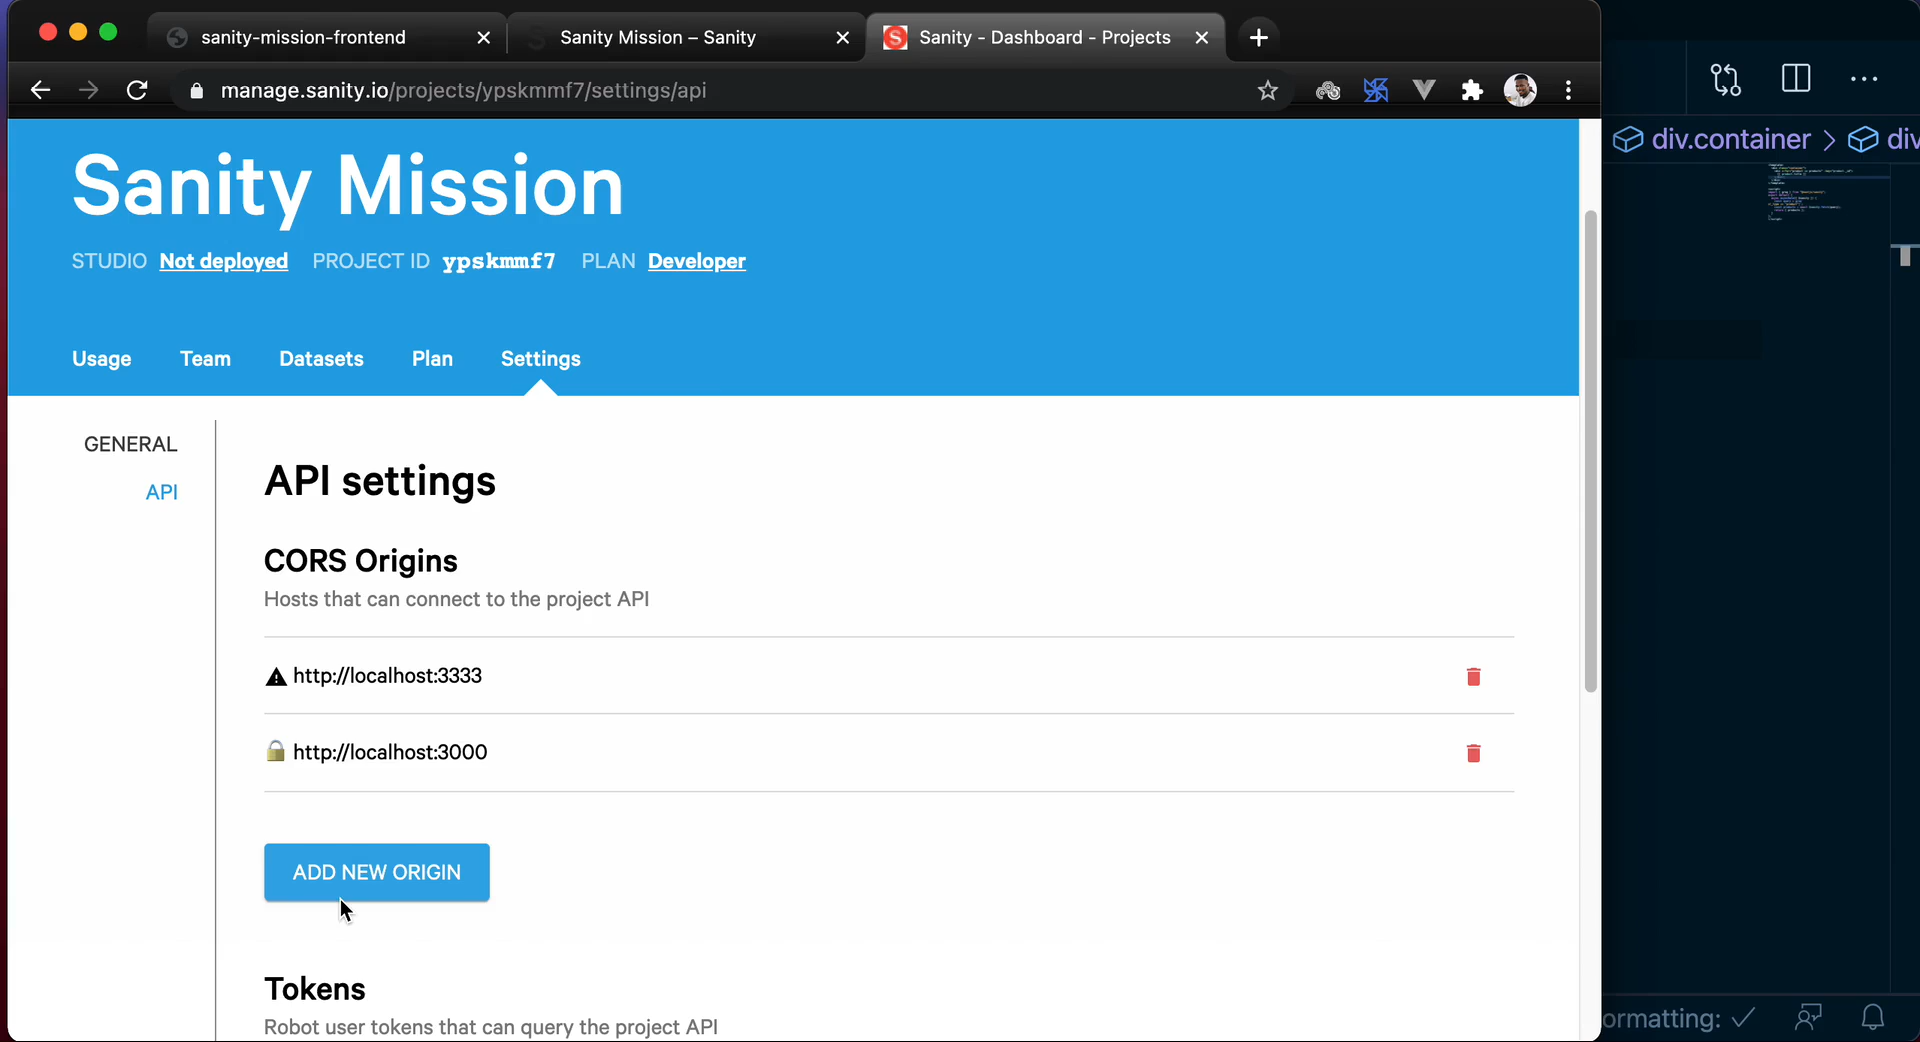 sanity-mission-frontend
Sanity Mission – Sanity
Sanity - Dashboard - Projects
manage.sanity.io/projects/ypskmmf7/settings/api
div.container
div
Sanity Mission
STUDIO Not deployed PROJECT ID ypskmmf7 PLAN Developer
Usage Team Datasets Plan Settings
GENERAL
API
API settings
CORS Origins
Hosts that can connect to the project API
http://localhost:3333
http://localhost:3000
ADD NEW ORIGIN
Tokens
Robot user tokens that can query the project API
ormatting: